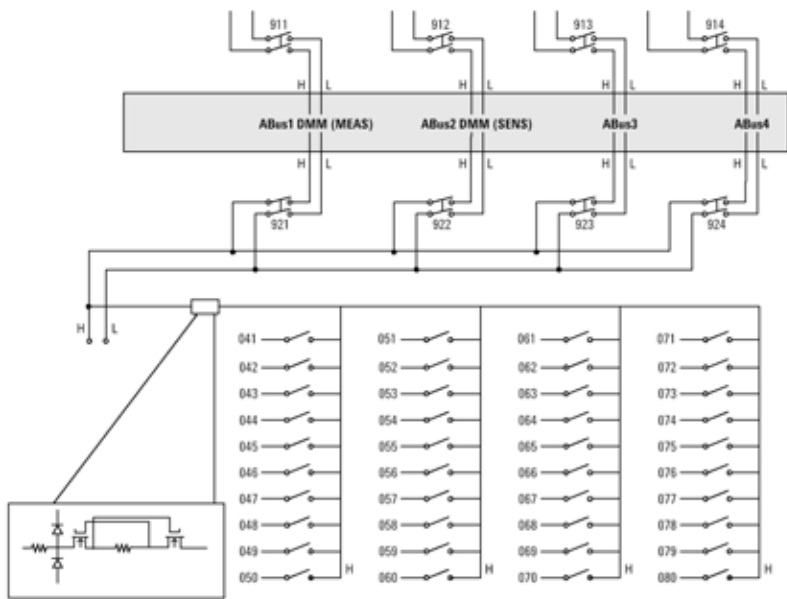 911 912 913 914
H L H L H L H L
ABus1 DMM (MEAS) ABus2 DMM (SENS) ABus3 ABus4
H L H L H L H L
921 922 923 924
H L
041 051 061 071
042 052 062 072
043 053 063 073
044 054 064 074
045 055 065 075
046 056 066 076
047 057 067 077
048 058 068 078
049 059 069 079
H H H H
050 060 070 080